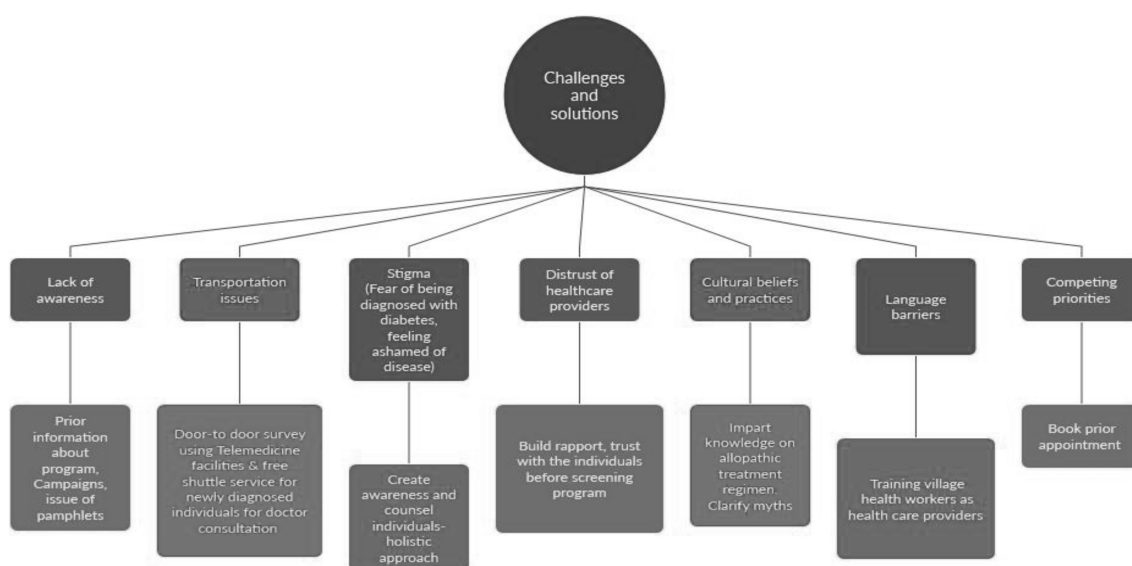 Challenges
and
solutions
Lack of
awareness
Transportation
issues
Stigma
(Fear of being
diagnosed with
diabetes,
feeling
ashamed of
disease)
Distrust of
healthcare
providers
Cultural beliefs
and practices
Language
barriers
Competing
priorities
Prior
information
about
program,
Campaigns,
issue of
pamphlets
Door-to door survey
using Telemedicine
facilities & free
shuttle service for
newly diagnosed
individuals for doctor
consultation
Create
awareness and
counsel
individuals-
holistic
approach
Build rapport, trust
with the individuals
before screening
program
Impart
knowledge on
allopathic
treatment
regimen.
Clarify myths
Training village
health workers as
health care providers
Book prior
appointment